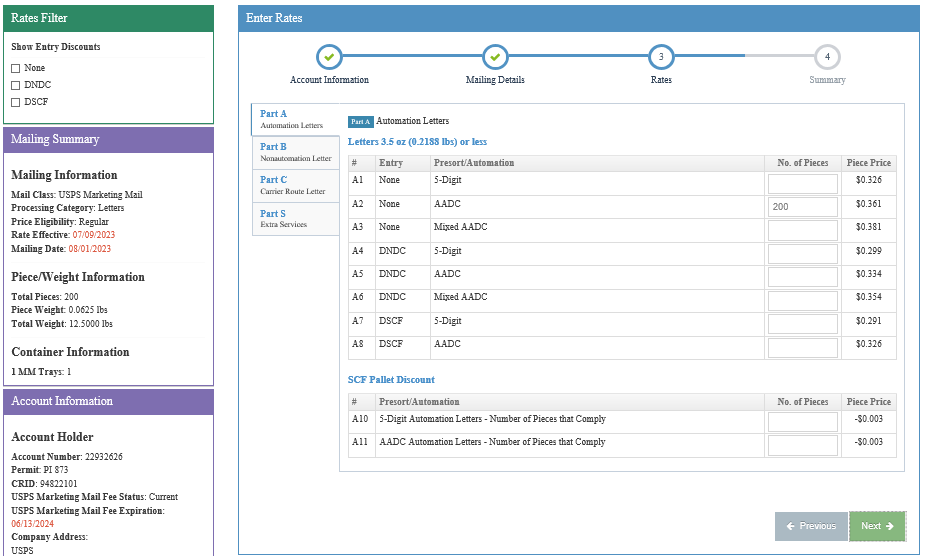 Rates Filter
Show Entry Discounts
None
DNDC
DSCF
Mailing Summary
Mailing Information
Mail Class: USPS Marketing Mail
Processing Category: Letters
Price Eligibility: Regular
Rate Effective: 07/09/2023
Mailing Date: 08/01/2023
Piece/Weight Information
Total Pieces: 200
Piece Weight: 0.0625 lbs
Total Weight: 12.5000 lbs
Container Information
1 MM Trays: 1
Account Information
Account Holder
Account Number: 22932626
Permit: PI 873
CRID: 94822101
USPS Marketing Mail Fee Status: Current
USPS Marketing Mail Fee Expiration:
06/13/2024
Company Address:
USPS
Enter Rates
3 4
Account Information Mailing Details Rates Summary
Part A
Automation Letters
Part B
Nonautomation Letter
Part C
Carrier Route Letter
Part S
Extra Services
Part A Automation Letters
Letters 3.5 oz (0.2188 lbs) or less
# Entry Presort/Automation No. of Pieces Piece Price
A1 None 5-Digit $0.326
A2 None AADC 200 $0.361
A3 None Mixed AADC $0.381
A4 DNDC 5-Digit $0.299
A5 DNDC AADC $0.334
A6 DNDC Mixed AADC $0.354
A7 DSCF 5-Digit $0.291
A8 DSCF AADC $0.326
SCF Pallet Discount
# Presort/Automation No. of Pieces Piece Price
A10 5-Digit Automation Letters - Number of Pieces that Comply -$0.003
A11 AADC Automation Letters - Number of Pieces that Comply -$0.003
Previous Next